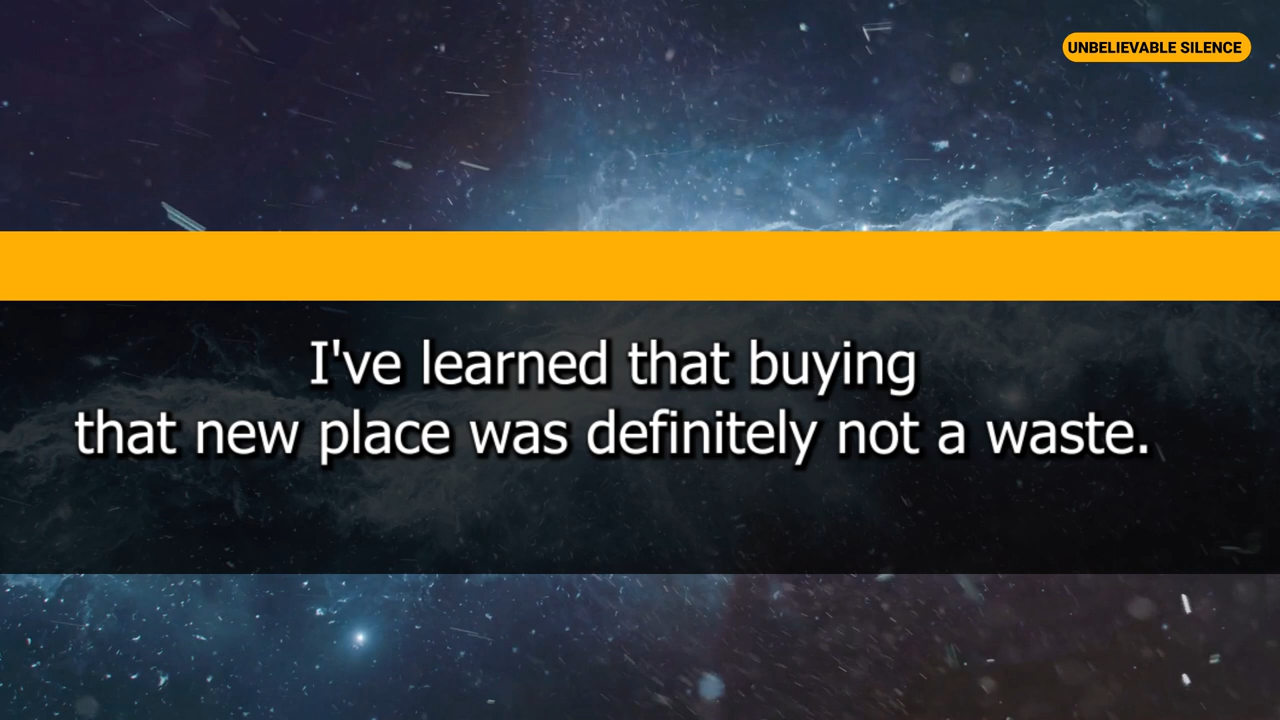 UNBELIEVABLE SILENCE
I've learned that buying
that new place was definitely not a waste.